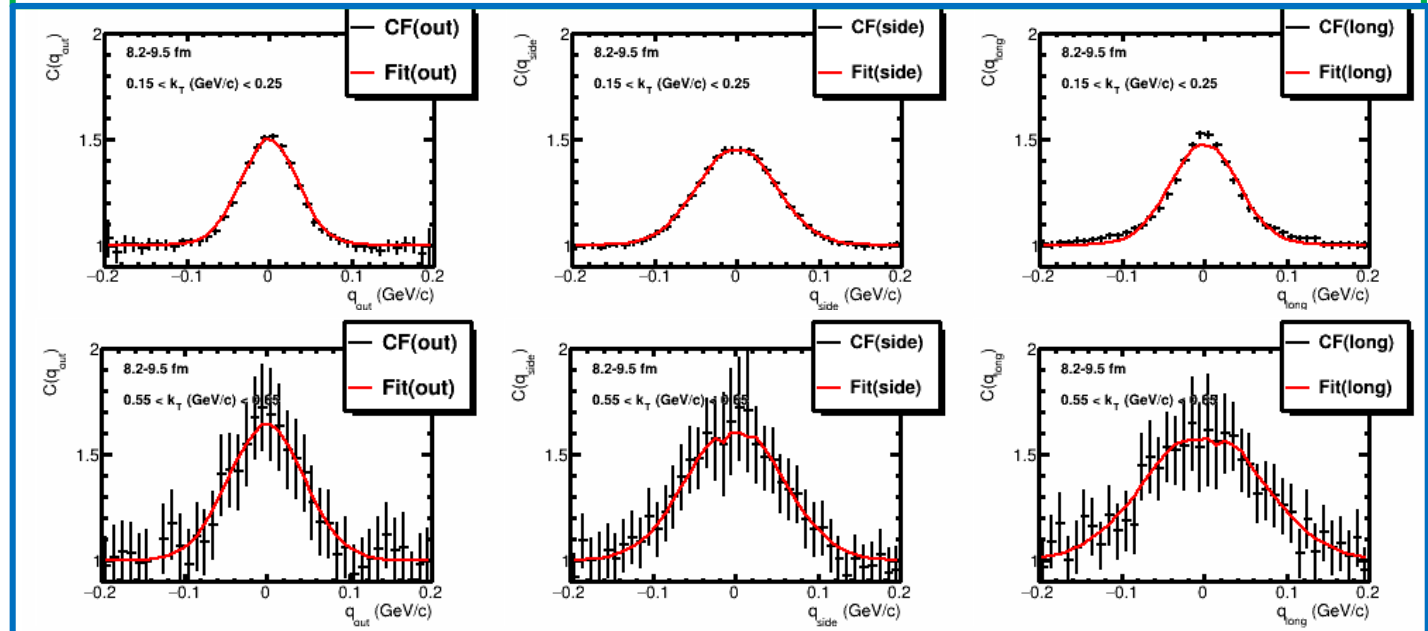 CF(out)
Fit(out)
C(q_out)
2
1.5
1
8.2-9.5 fm
0.15 < k_T (GeV/c) < 0.25
−0.2 −0.1 0 0.1 0.2
q_out (GeV/c)
CF(side)
Fit(side)
C(q_side)
2
1.5
1
8.2-9.5 fm
0.15 < k_T (GeV/c) < 0.25
−0.2 −0.1 0 0.1 0.2
q_side (GeV/c)
CF(long)
Fit(long)
C(q_long)
2
1.5
1
8.2-9.5 fm
0.15 < k_T (GeV/c) < 0.25
−0.2 −0.1 0 0.1 0.2
q_long (GeV/c)
CF(out)
Fit(out)
C(q_out)
2
1.5
1
8.2-9.5 fm
0.55 < k_T (GeV/c) < 0.65
−0.2 −0.1 0 0.1 0.2
q_out (GeV/c)
CF(side)
Fit(side)
C(q_side)
2
1.5
1
8.2-9.5 fm
0.55 < k_T (GeV/c) < 0.65
−0.2 −0.1 0 0.1 0.2
q_side (GeV/c)
CF(long)
Fit(long)
C(q_long)
2
1.5
1
8.2-9.5 fm
0.55 < k_T (GeV/c) < 0.65
−0.2 −0.1 0 0.1 0.2
q_long (GeV/c)